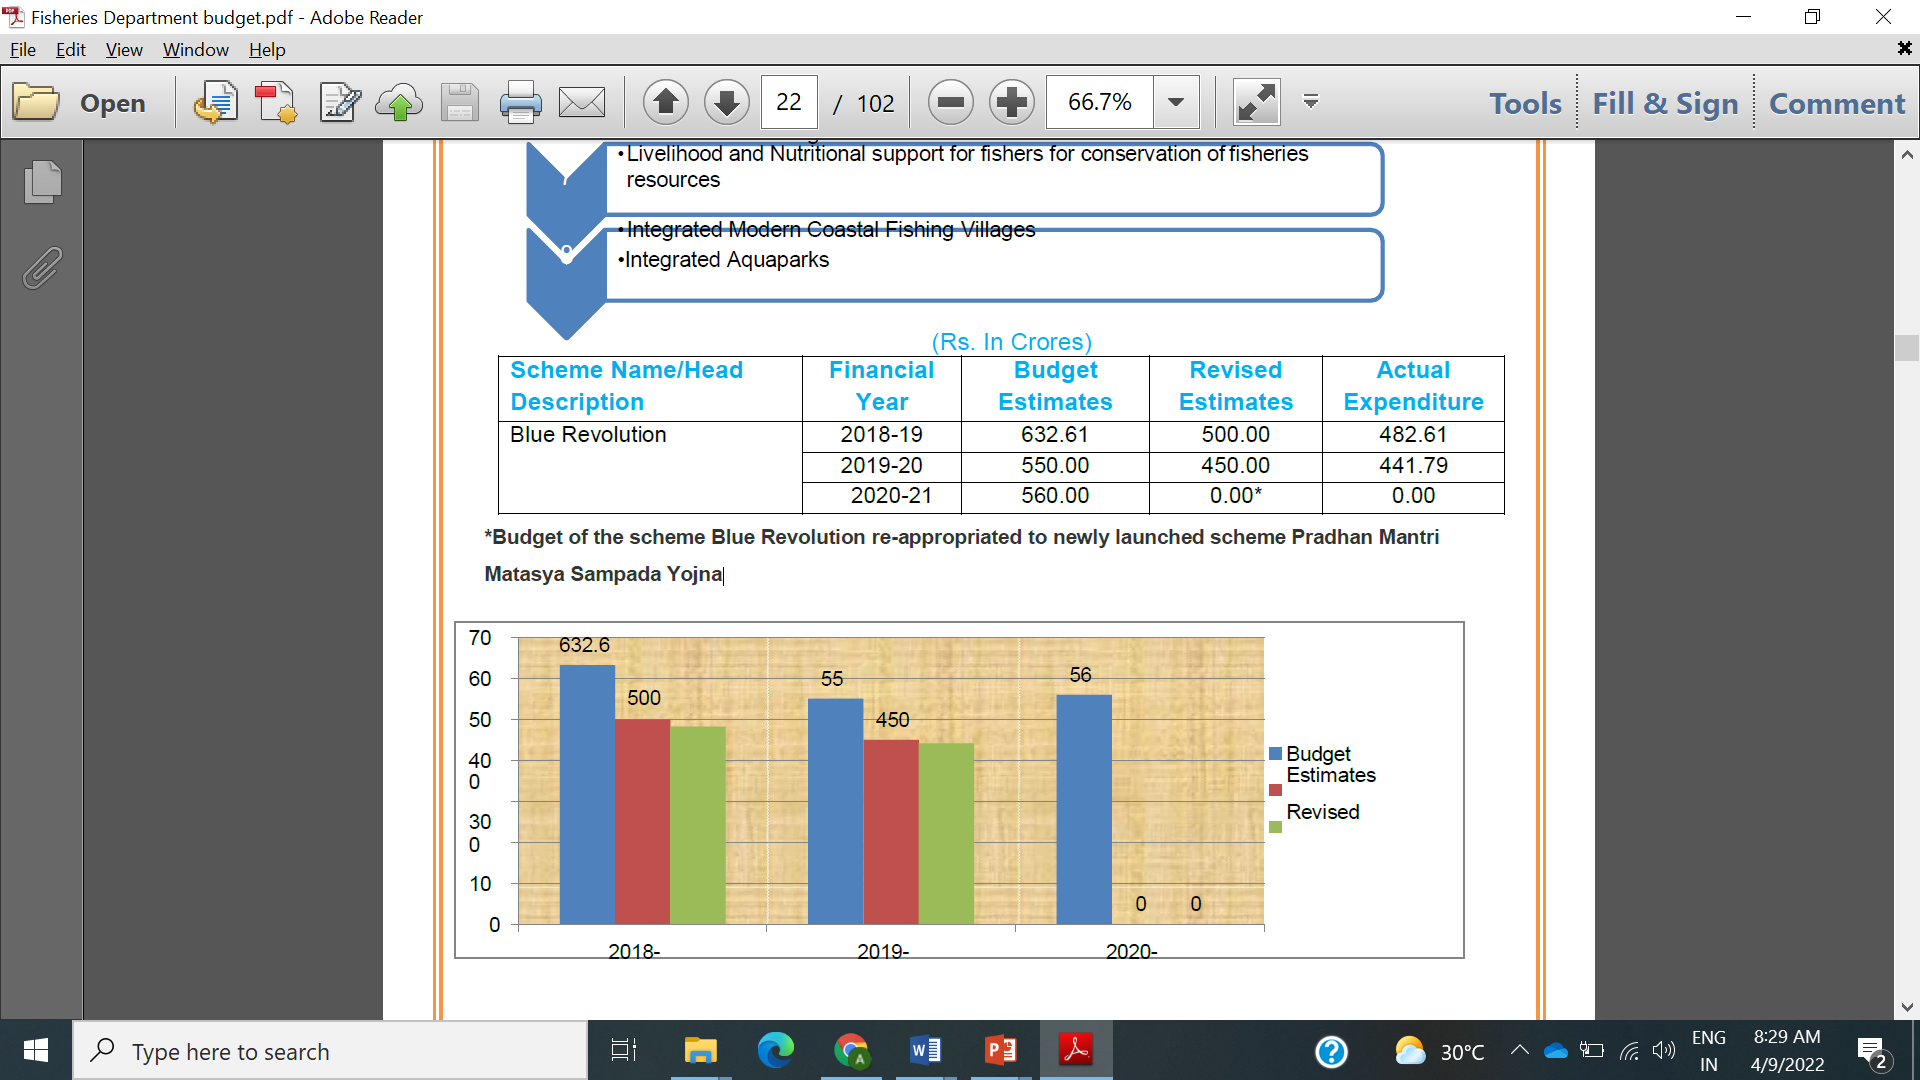 Fisheries Department budget.pdf - Adobe Reader
File Edit View Window Help
Open 22 / 102 66.7% Tools Fill & Sign Comment
•Livelihood and Nutritional support for fishers for conservation of fisheries
resources
•Integrated Modern Coastal Fishing Villages
•Integrated Aquaparks
(Rs. In Crores)
Scheme Name/Head Description Financial Year Budget Estimates Revised Estimates Actual Expenditure
Blue Revolution 2018-19 632.61 500.00 482.61
2019-20 550.00 450.00 441.79
2020-21 560.00 0.00* 0.00
*Budget of the scheme Blue Revolution re-appropriated to newly launched scheme Pradhan Mantri
Matasya Sampada Yojna
70
60
50
40
0
30
0
10
0
632.6
500
55
450
56
0 0
2018- 2019- 2020-
Budget
Estimates
Revised
Type here to search
30°C
ENG
IN
8:29 AM
4/9/2022
2